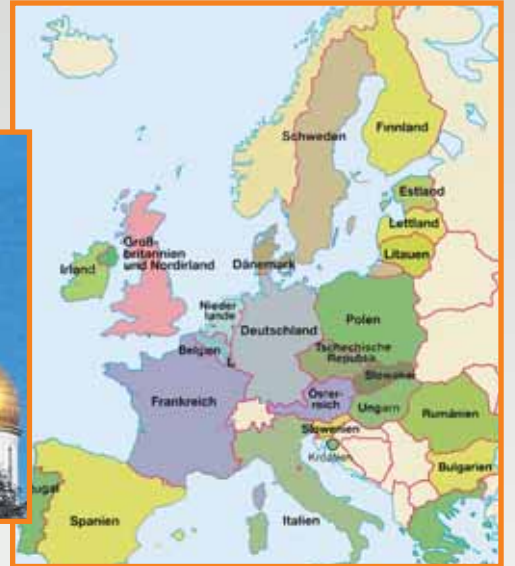 Schweden
Finnland
Estland
Lettland
Litauen
Groß-
britannien
und Nordirland
Irland
Dänemark
Nieder
lande
Deutschland
Polen
Belgien
L
Tschechische
Republik
Slowakei
Frankreich
Öster-
reich
Ungarn
Rumänien
Slowenien
Kroatien
Bulgarien
tugal
Spanien
Italien